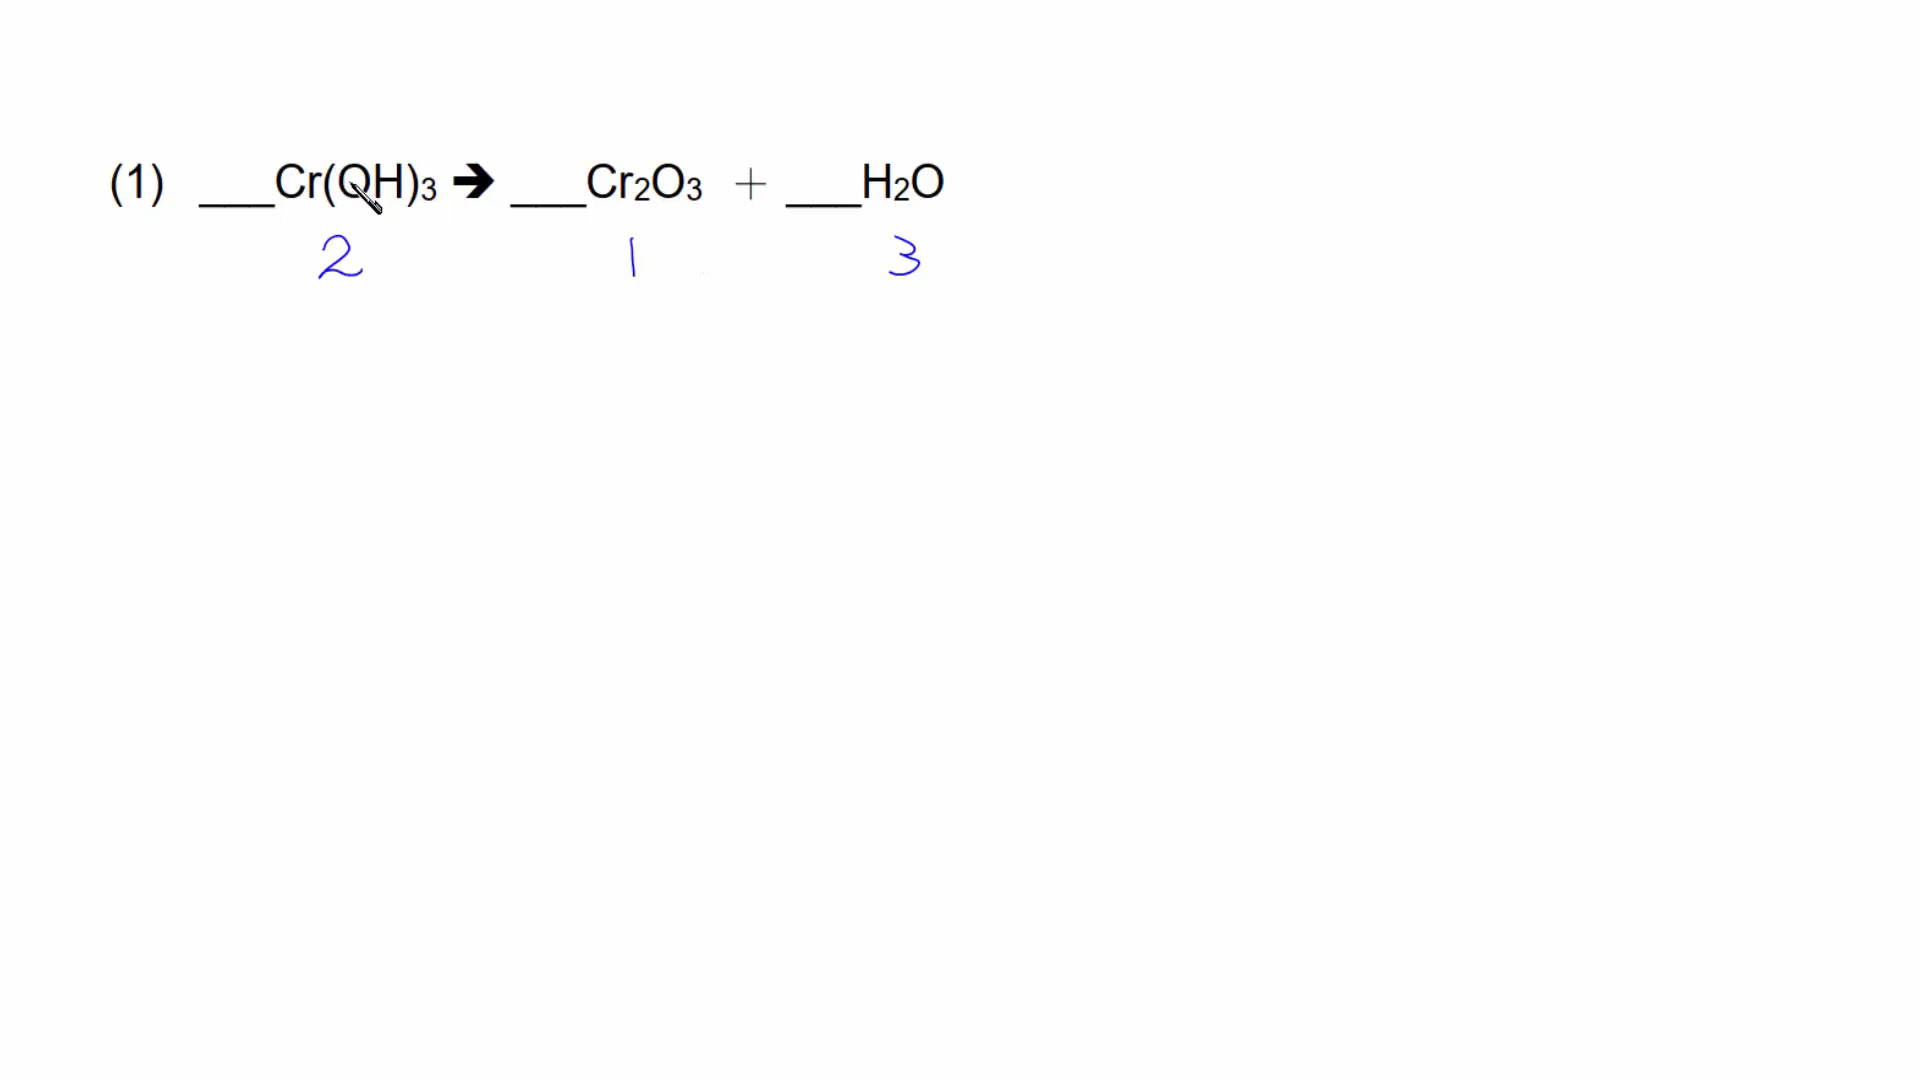 (1) ___Cr(OH)3 ➔ ___Cr2O3 + ___H2O
2 1 3